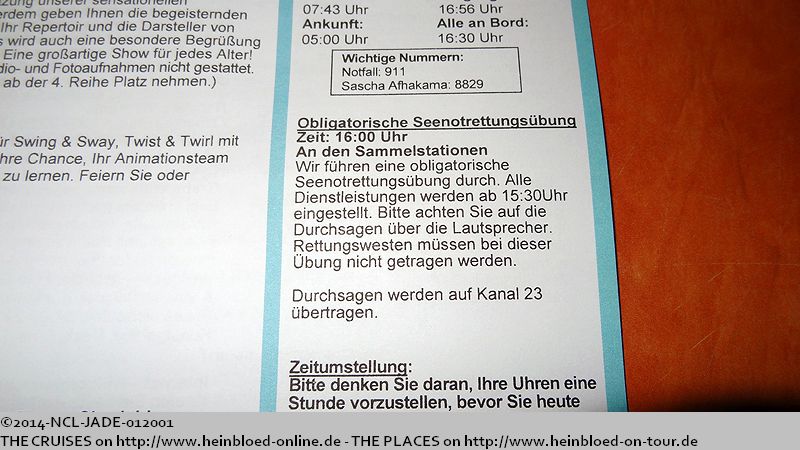 unserer sensationellen
erdem geben Ihnen die begeisternden
Ihr Repertoir und die Darsteller von
s wird auch eine besondere Begrüßung
Eine großartige Show für jedes Alter!
dio- und Fotoaufnahmen nicht gestattet.
ab der 4. Reihe Platz nehmen.)
ür Swing & Sway, Twist & Twirl mit
hre Chance, Ihr Animationsteam
zu lernen. Feiern Sie oder
07:43 Uhr 16:56 Uhr
Ankunft: Alle an Bord:
05:00 Uhr 16:30 Uhr
Wichtige Nummern:
Notfall: 911
Sascha Afhakama: 8829
Obligatorische Seenotrettungsübung
Zeit: 16:00 Uhr
An den Sammelstationen
Wir führen eine obligatorische
Seenotrettungsübung durch. Alle
Dienstleistungen werden ab 15:30Uhr
eingestellt. Bitte achten Sie auf die
Durchsagen über die Lautsprecher.
Rettungswesten müssen bei dieser
Übung nicht getragen werden.
Durchsagen werden auf Kanal 23
übertragen.
Zeitumstellung:
Bitte denken Sie daran, Ihre Uhren eine
Stunde vorzustellen, bevor Sie heute
©2014-NCL-JADE-012001
THE CRUISES on http://www.heinbloed-online.de - THE PLACES on http://www.heinbloed-on-tour.de